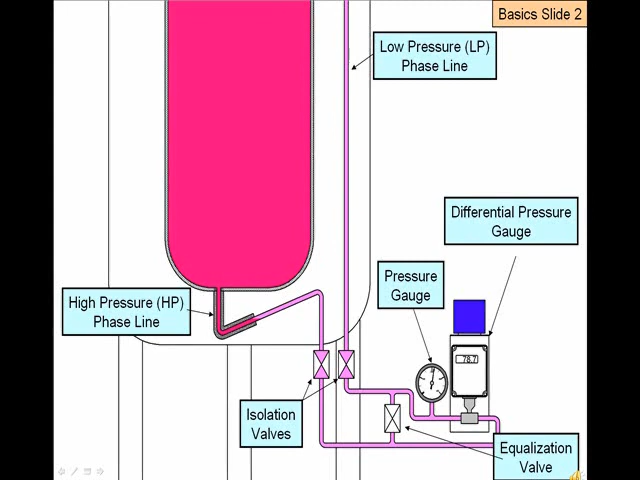 Basics Slide 2
Low Pressure (LP)
Phase Line
Differential Pressure
Gauge
Pressure
Gauge
High Pressure (HP)
Phase Line
78.7
Isolation
Valves
Equalization
Valve